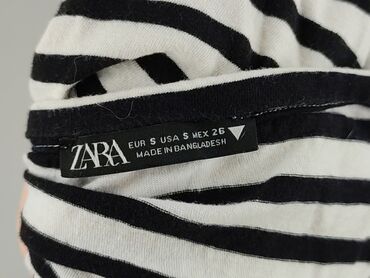 ZARA
EUR S USA S MEX 26
MADE IN BANGLADESH